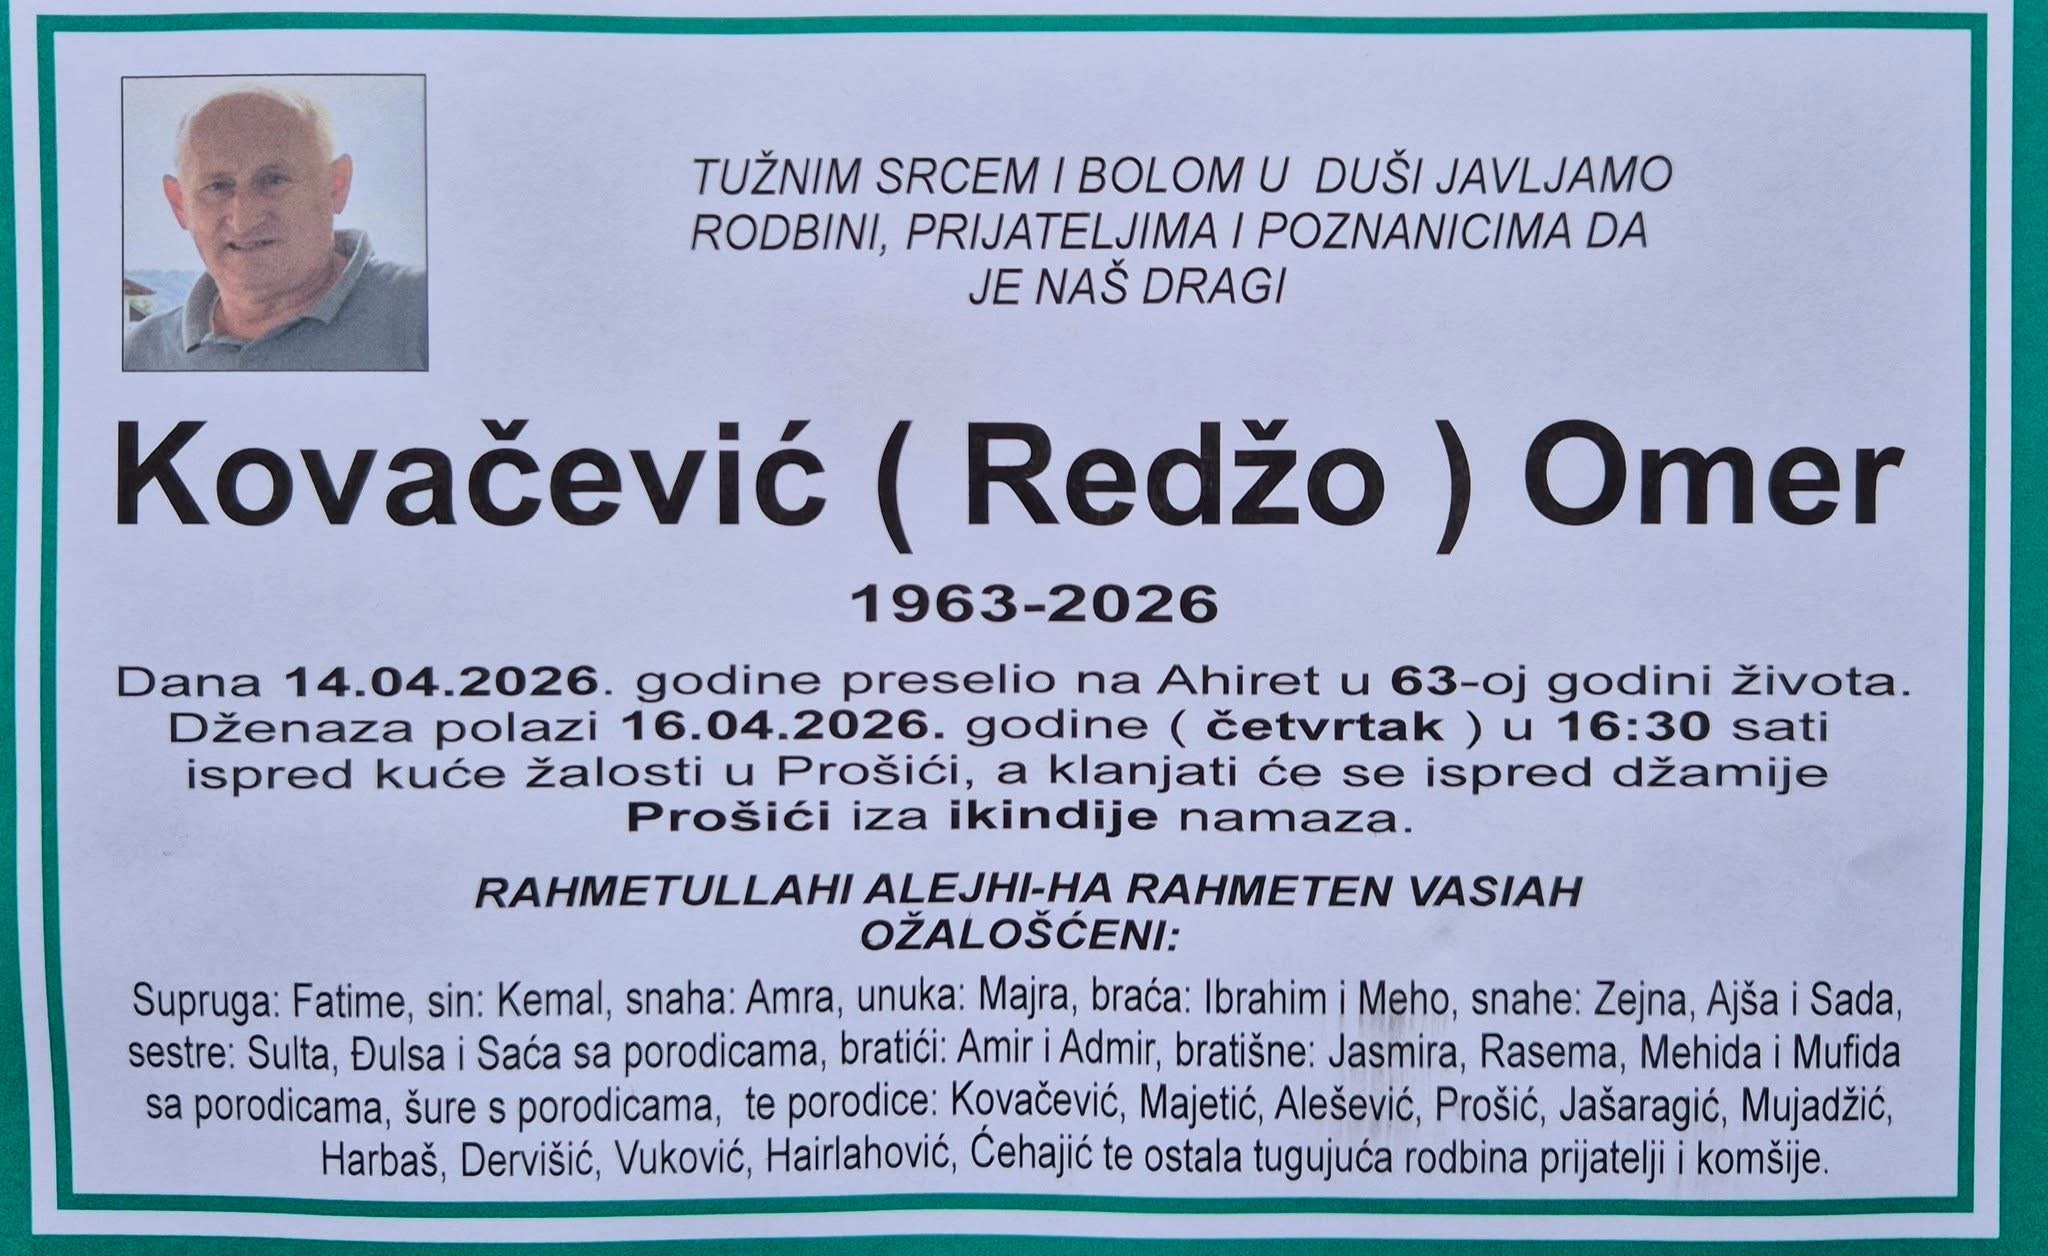 TUŽNIM SRCEM I BOLOM U DUŠI JAVLJAMO
RODBINI, PRIJATELJIMA I POZNANICIMA DA
JE NAŠ DRAGI
Kovačević ( Redžo ) Omer
1963-2026
Dana 14.04.2026. godine preselio na Ahiret u 63-oj godini života.
Dženaza polazi 16.04.2026. godine ( četvrtak ) u 16:30 sati
ispred kuće žalosti u Prošići, a klanjati će se ispred džamije
Prošići iza ikindije namaza.
RAHMETULLAHI ALEJHI-HA RAHMETEN VASIAH
OŽALOŠĆENI:
Supruga: Fatime, sin: Kemal, snaha: Amra, unuka: Majra, braća: Ibrahim i Meho, snahe: Zejna, Ajša i Sada,
sestre: Sulta, Đulsa i Saća sa porodicama, bratići: Amir i Admir, bratišne: Jasmira, Rasema, Mehida i Mufida
sa porodicama, šure s porodicama, te porodice: Kovačević, Majetić, Alešević, Prošić, Jašaragić, Mujadžić,
Harbaš, Dervišić, Vuković, Hairlahović, Ćehajić te ostala tugujuća rodbina prijatelji i komšije.